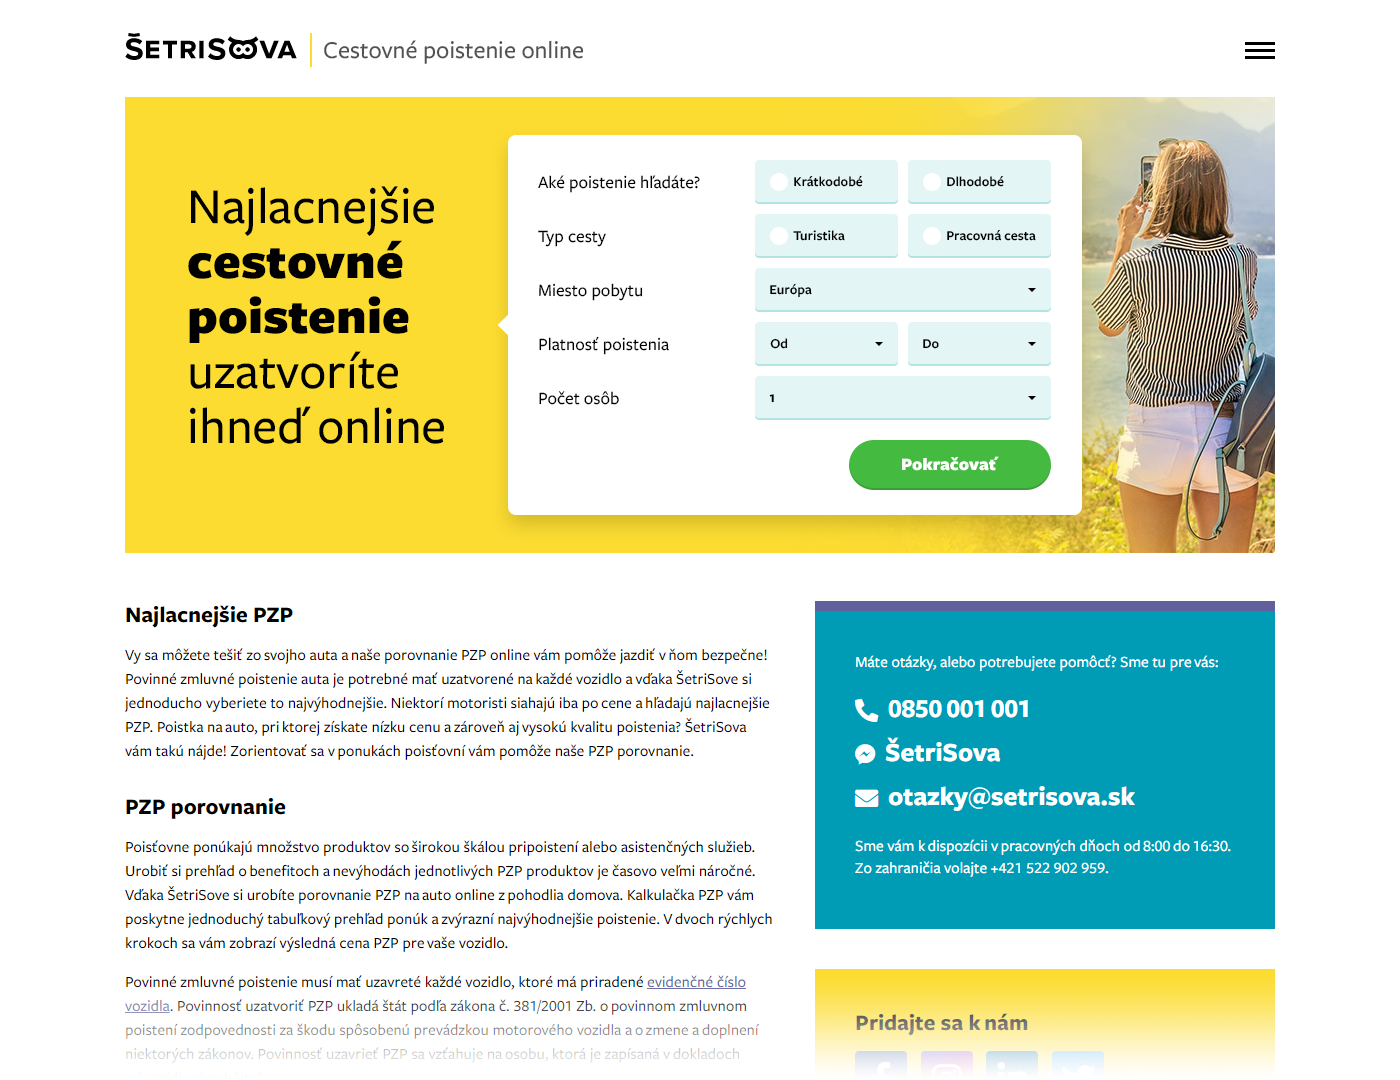 ŠETRISOVA
Cestovné poistenie online
Najlacnejšie
cestovné
poistenie
uzatvoríte
ihneď online
Aké poistenie hľadáte?
Krátkodobé
Dlhodobé
Typ cesty
Turistika
Pracovná cesta
Miesto pobytu
Európa
Platnosť poistenia
Od
Do
Počet osôb
1
Pokračovať
Najlacnejšie PZP
Vy sa môžete tešiť zo svojho auta a naše porovnanie PZP online vám pomôže jazdiť v ňom bezpečne!
Povinné zmluvné poistenie auta je potrebné mať uzatvorené na každé vozidlo a vďaka ŠetriSove si
jednoducho vyberiete to najvýhodnejšie. Niektorí motoristi siahajú iba po cene a hľadajú najlacnejšie
PZP. Poistka na auto, pri ktorej získate nízku cenu a zároveň aj vysokú kvalitu poistenia? ŠetriSova
vám takú nájde! Zorientovať sa v ponukách poisťovní vám pomôže naše PZP porovnanie.
PZP porovnanie
Poisťovne ponúkajú množstvo produktov so širokou škálou pripoistení alebo asistenčných služieb.
Urobiť si prehľad o benefitoch a nevýhodách jednotlivých PZP produktov je časovo veľmi náročné.
Vďaka ŠetriSove si urobíte porovnanie PZP na auto online z pohodlia domova. Kalkulačka PZP vám
poskytne jednoduchý tabuľkový prehľad ponúk a zvýrazní najvýhodnejšie poistenie. V dvoch rýchlych
krokoch sa vám zobrazí výsledná cena PZP pre vaše vozidlo.
Povinné zmluvné poistenie musí mať uzavreté každé vozidlo, ktoré má priradené evidenčné číslo
vozidla. Povinnosť uzatvoriť PZP ukladá štát podľa zákona č. 381/2001 Zb. o povinnom zmluvnom
poistení zodpovednosti za škodu spôsobenú prevádzkou motorového vozidla a o zmene a doplnení
niektorých zákonov. Povinnosť uzavrieť PZP sa vzťahuje na osobu, ktorá je zapísaná v dokladoch
Máte otázky, alebo potrebujete pomôcť? Sme tu pre vás:
0850 001 001
ŠetriSova
otazky@setrisova.sk
Sme vám k dispozícii v pracovných dňoch od 8:00 do 16:30.
Zo zahraničia volajte +421 522 902 959.
Pridajte sa k nám